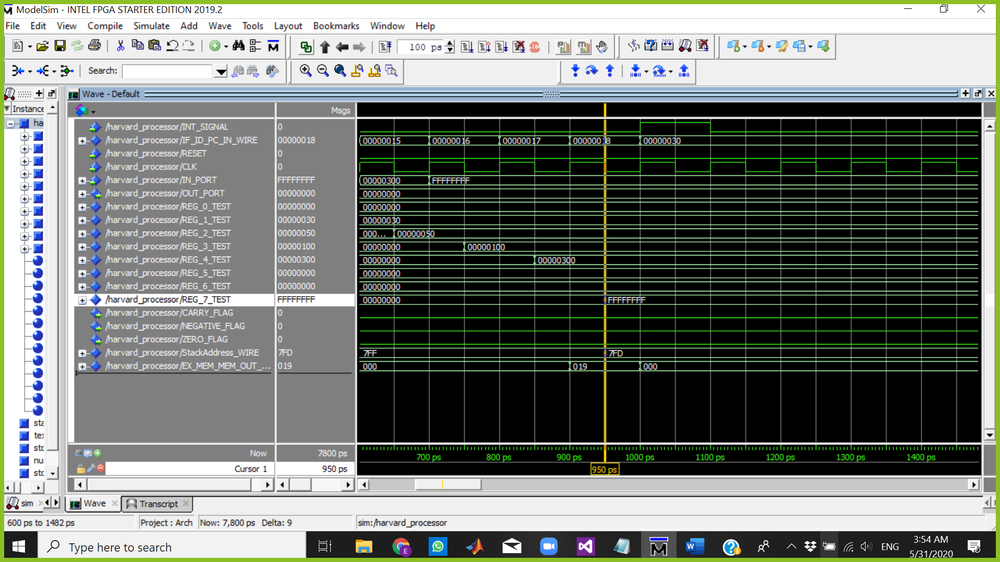 ModelSim - INTEL FPGA STARTER EDITION 2019.2
File Edit View Compile Simulate Add Wave Tools Layout Bookmarks Window Help
100 ps
Search:
Wave - Default
Instance
Msgs
ha
/harvard_processor/INT_SIGNAL 0
/harvard_processor/IF_ID_PC_IN_WIRE 00000018 00000015 00000016 00000017 00000018 00000030
/harvard_processor/RESET 0
/harvard_processor/CLK 0
/harvard_processor/IN_PORT FFFFFFFF 00000300 FFFFFFFF
/harvard_processor/OUT_PORT 00000000 00000000
/harvard_processor/REG_0_TEST 00000000 00000000
/harvard_processor/REG_1_TEST 00000030 00000030
/harvard_processor/REG_2_TEST 00000050 000... 00000050
/harvard_processor/REG_3_TEST 00000100 00000000 00000100
/harvard_processor/REG_4_TEST 00000300 00000000 00000300
/harvard_processor/REG_5_TEST 00000000 00000000
/harvard_processor/REG_6_TEST 00000000 00000000
/harvard_processor/REG_7_TEST FFFFFFFF 00000000 FFFFFFFF
/harvard_processor/CARRY_FLAG 0
/harvard_processor/NEGATIVE_FLAG 0
/harvard_processor/ZERO_FLAG 0
/harvard_processor/StackAddress_WIRE 7FD 7FF 7FD
/harvard_processor/EX_MEM_MEM_OUT_... 019 000 019 000
sta
tex
std
nu
std
Now 7800 ps 700 ps 800 ps 900 ps 1000 ps 1100 ps 1200 ps 1300 ps 1400 ps
Cursor 1 950 ps 950 ps
sim Wave Transcript
600 ps to 1482 ps Project : Arch Now: 7,800 ps Delta: 9 sim:/harvard_processor
Type here to search
E
W
ENG
3:54 AM
5/31/2020